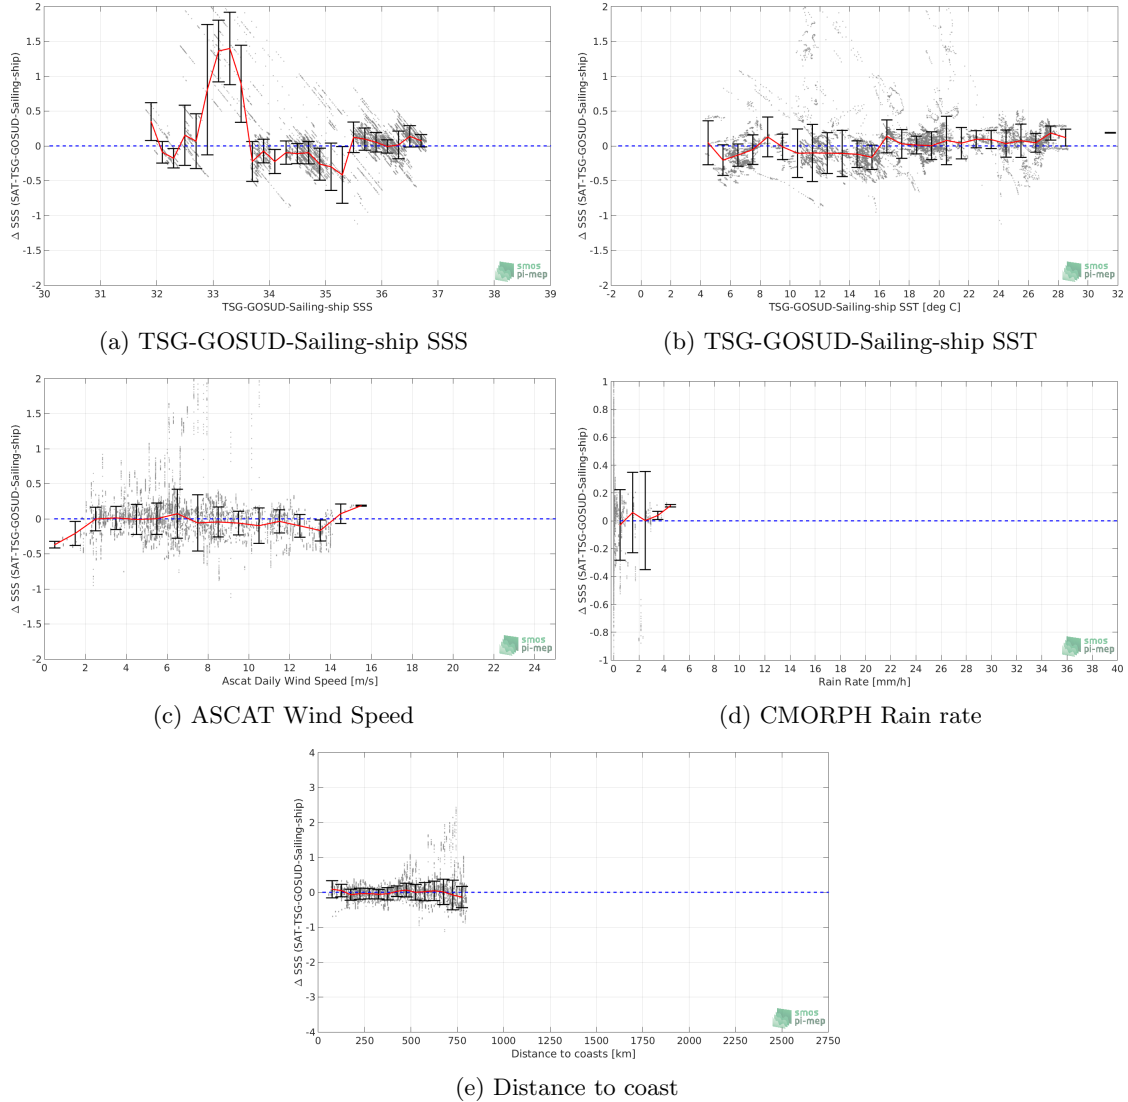 Δ SSS (SAT-TSG-GOSUD-Sailing-ship)
2
1.5
1
0.5
0
-0.5
-1
-1.5
-2
30 31 32 33 34 35 36 37 38 39
TSG-GOSUD-Sailing-ship SSS
smos
pi-mep
(a) TSG-GOSUD-Sailing-ship SSS
Δ SSS (SAT-TSG-GOSUD-Sailing-ship)
2
1.5
1
0.5
0
-0.5
-1
-1.5
-2
-2 0 2 4 6 8 10 12 14 16 18 20 22 24 26 28 30 32
TSG-GOSUD-Sailing-ship SST [deg C]
smos
pi-mep
(b) TSG-GOSUD-Sailing-ship SST
Δ SSS (SAT-TSG-GOSUD-Sailing-ship)
2
1.5
1
0.5
0
-0.5
-1
-1.5
-2
0 2 4 6 8 10 12 14 16 18 20 22 24
Ascat Daily Wind Speed [m/s]
smos
pi-mep
(c) ASCAT Wind Speed
Δ SSS (SAT-TSG-GOSUD-Sailing-ship)
1
0.8
0.6
0.4
0.2
0
-0.2
-0.4
-0.6
-0.8
-1
0 2 4 6 8 10 12 14 16 18 20 22 24 26 28 30 32 34 36 38 40
Rain Rate [mm/h]
smos
pi-mep
(d) CMORPH Rain rate
Δ SSS (SAT-TSG-GOSUD-Sailing-ship)
4
3
2
1
0
-1
-2
-3
-4
0 250 500 750 1000 1250 1500 1750 2000 2250 2500 2750
Distance to coasts [km]
smos
pi-mep
(e) Distance to coast